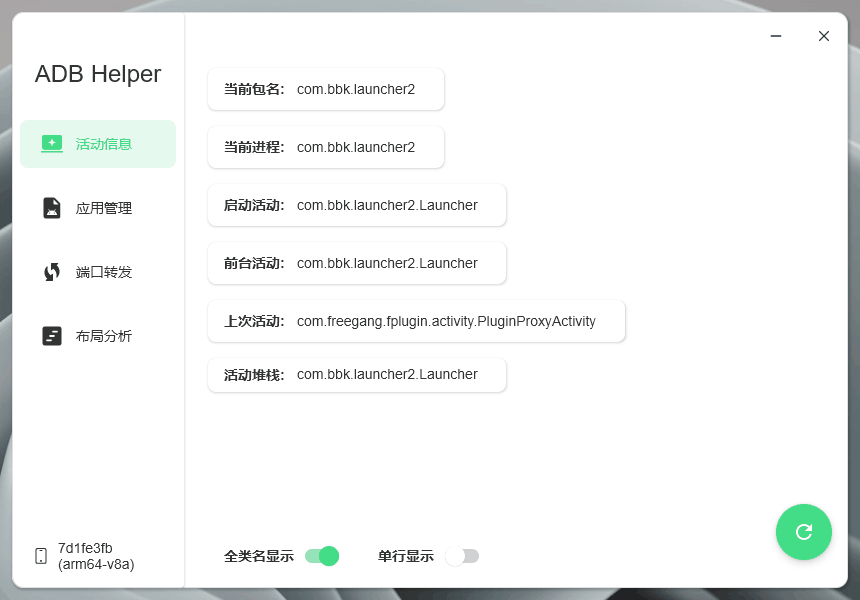 ADB Helper
活动信息
应用管理
端口转发
布局分析
7d1fe3fb
(arm64-v8a)
当前包名： com.bbk.launcher2
当前进程： com.bbk.launcher2
启动活动： com.bbk.launcher2.Launcher
前台活动： com.bbk.launcher2.Launcher
上次活动： com.freegang.fplugin.activity.PluginProxyActivity
活动堆栈： com.bbk.launcher2.Launcher
全类名显示 单行显示